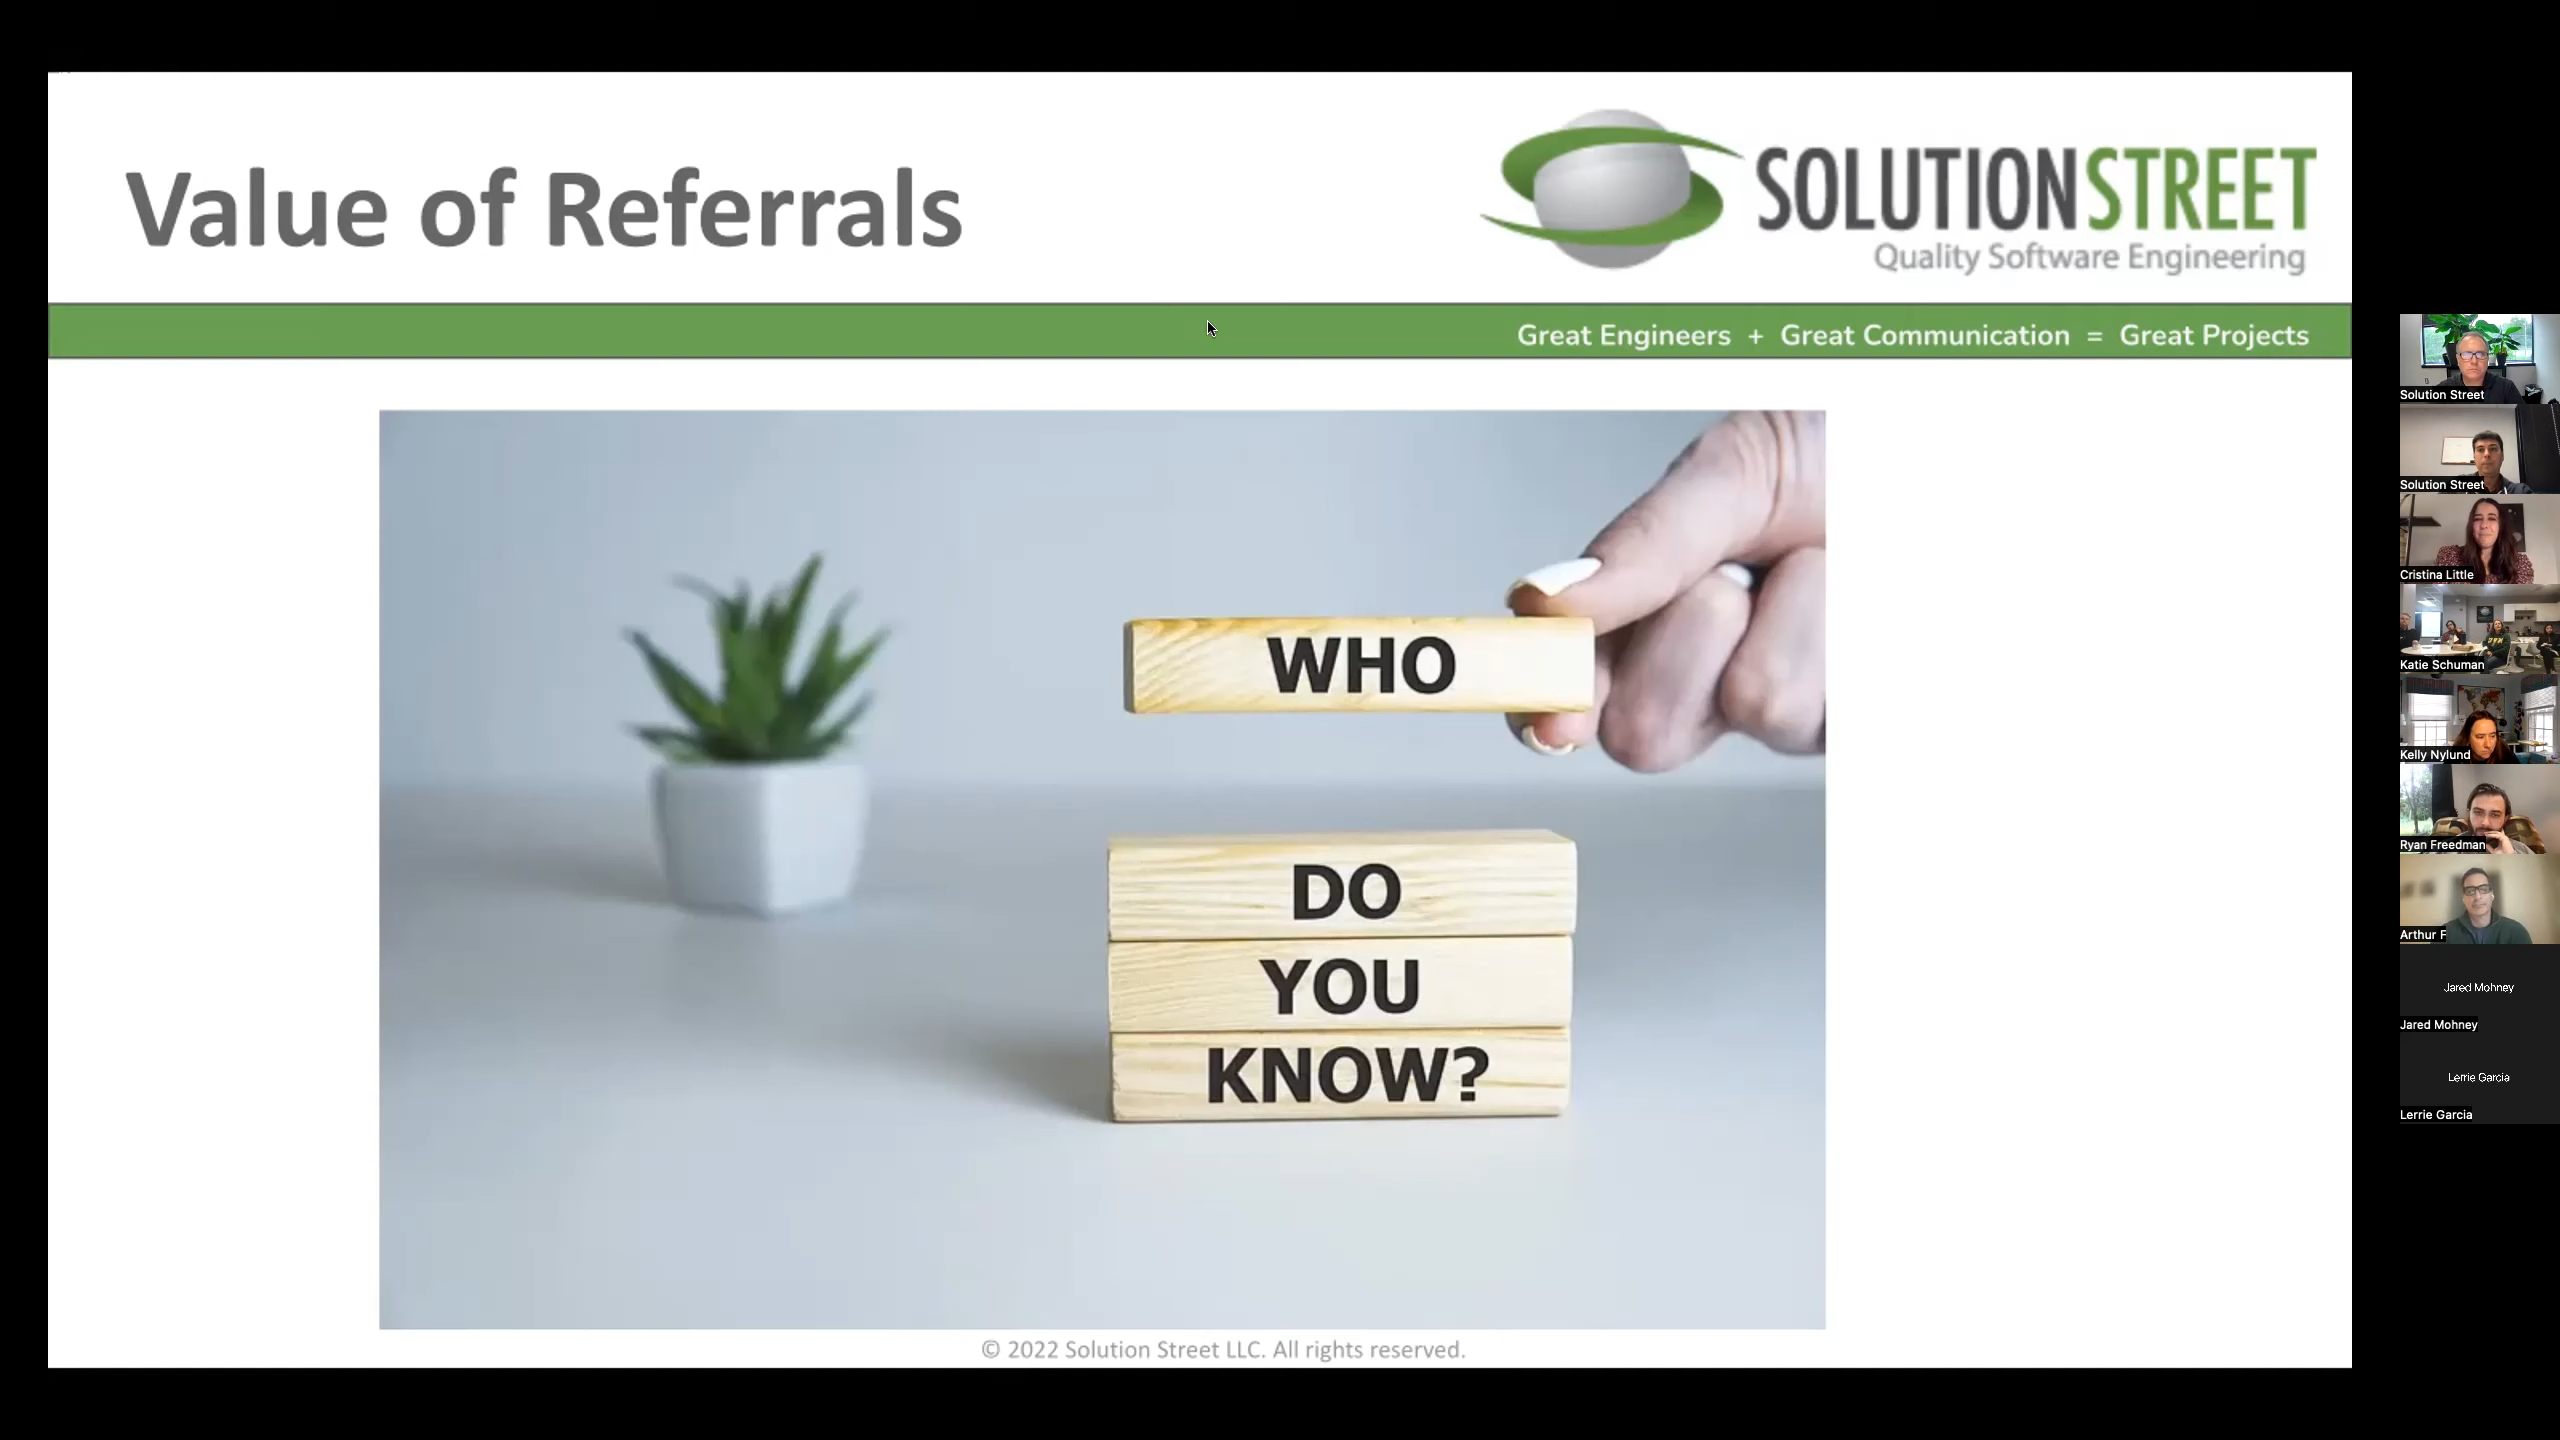 Value of Referrals
SOLUTIONSTREET
Quality Software Engineering
Great Engineers + Great Communication = Great Projects
WHO
DO
YOU
KNOW?
© 2022 Solution Street LLC. All rights reserved.
Solution Street
Solution Street
Cristina Little
Katie Schuman
Kelly Nylund
Ryan Freedman
Arthur F
Jared Mohney
Jared Mohney
Lerrie Garcia
Lerrie Garcia